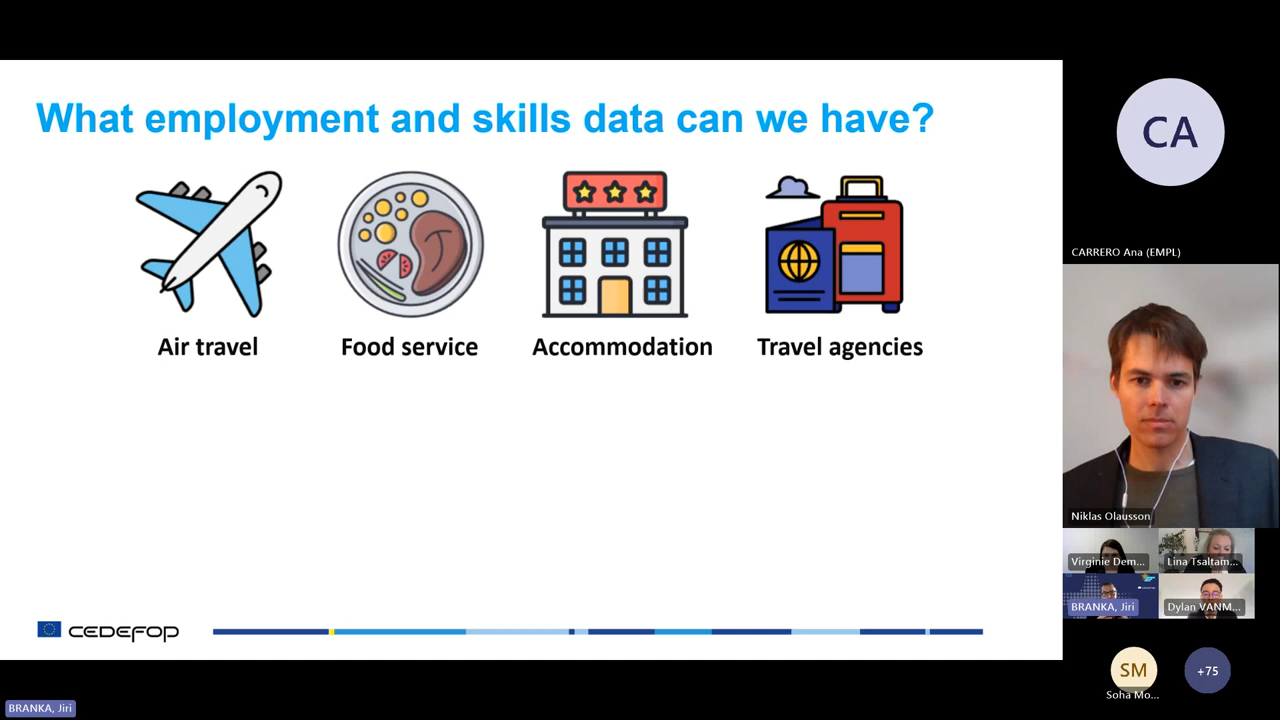 What employment and skills data can we have?
Air travel
Food service
Accommodation
Travel agencies
CEDEFOP
BRANKA, Jiri
CA
CARRERO Ana (EMPL)
Niklas Olausson
Virginie Dem...
Lina Tsaltam...
BRANKA, Jiri
Dylan VANM...
SM
Soha Mo...
+75